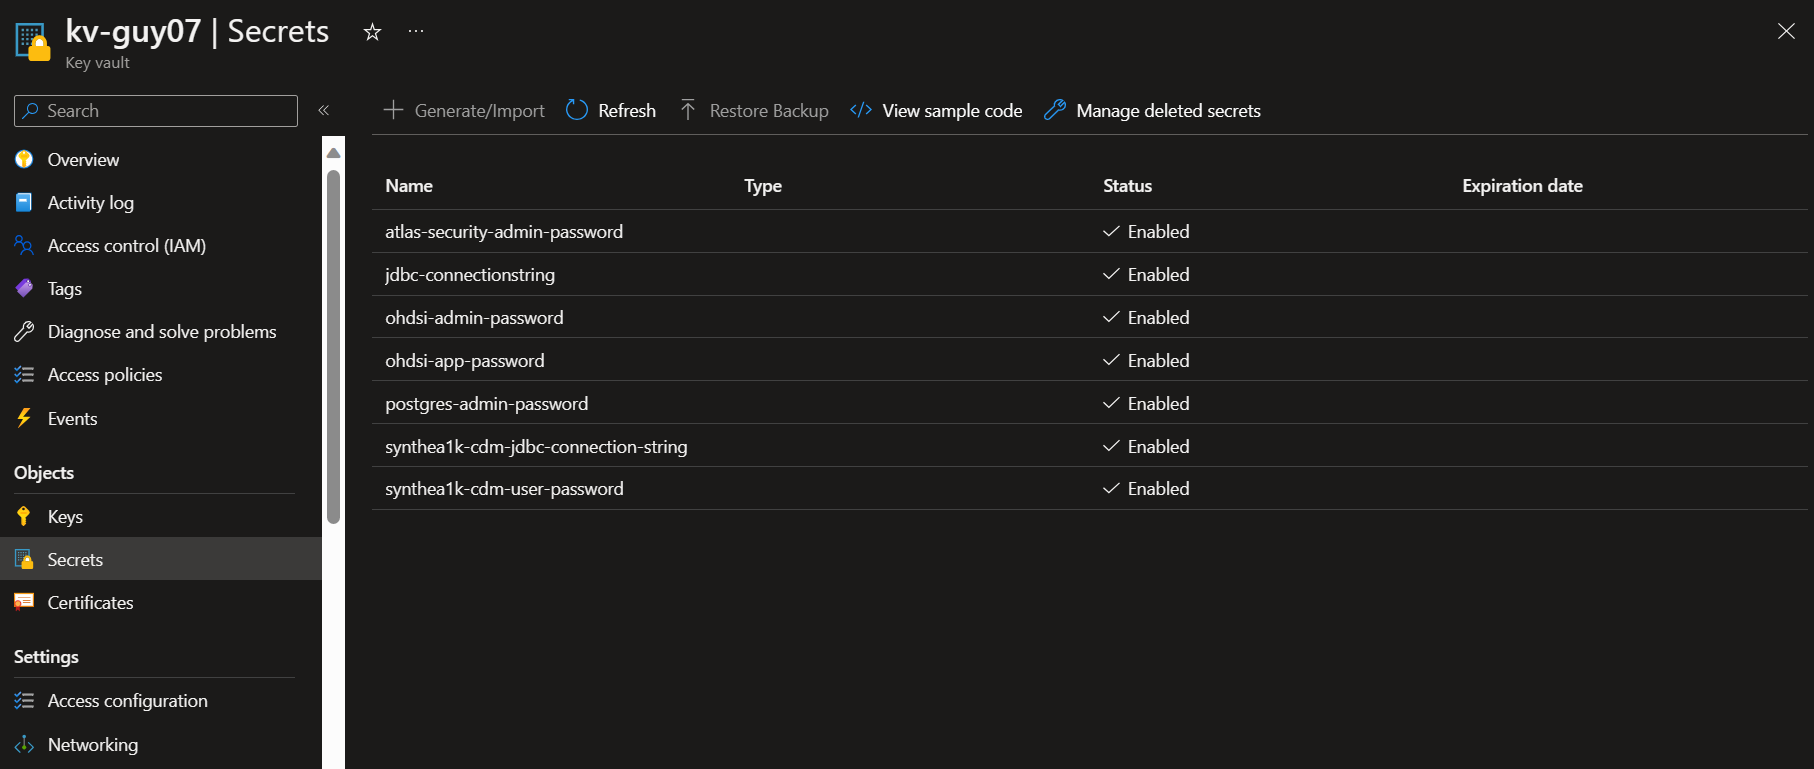 kv-guy07 | Secrets
Key vault
Search
Generate/Import Refresh Restore Backup View sample code Manage deleted secrets
Overview
Activity log
Access control (IAM)
Tags
Diagnose and solve problems
Access policies
Events
Objects
Keys
Secrets
Certificates
Settings
Access configuration
Networking
Name Type Status Expiration date
atlas-security-admin-password Enabled
jdbc-connectionstring Enabled
ohdsi-admin-password Enabled
ohdsi-app-password Enabled
postgres-admin-password Enabled
synthea1k-cdm-jdbc-connection-string Enabled
synthea1k-cdm-user-password Enabled